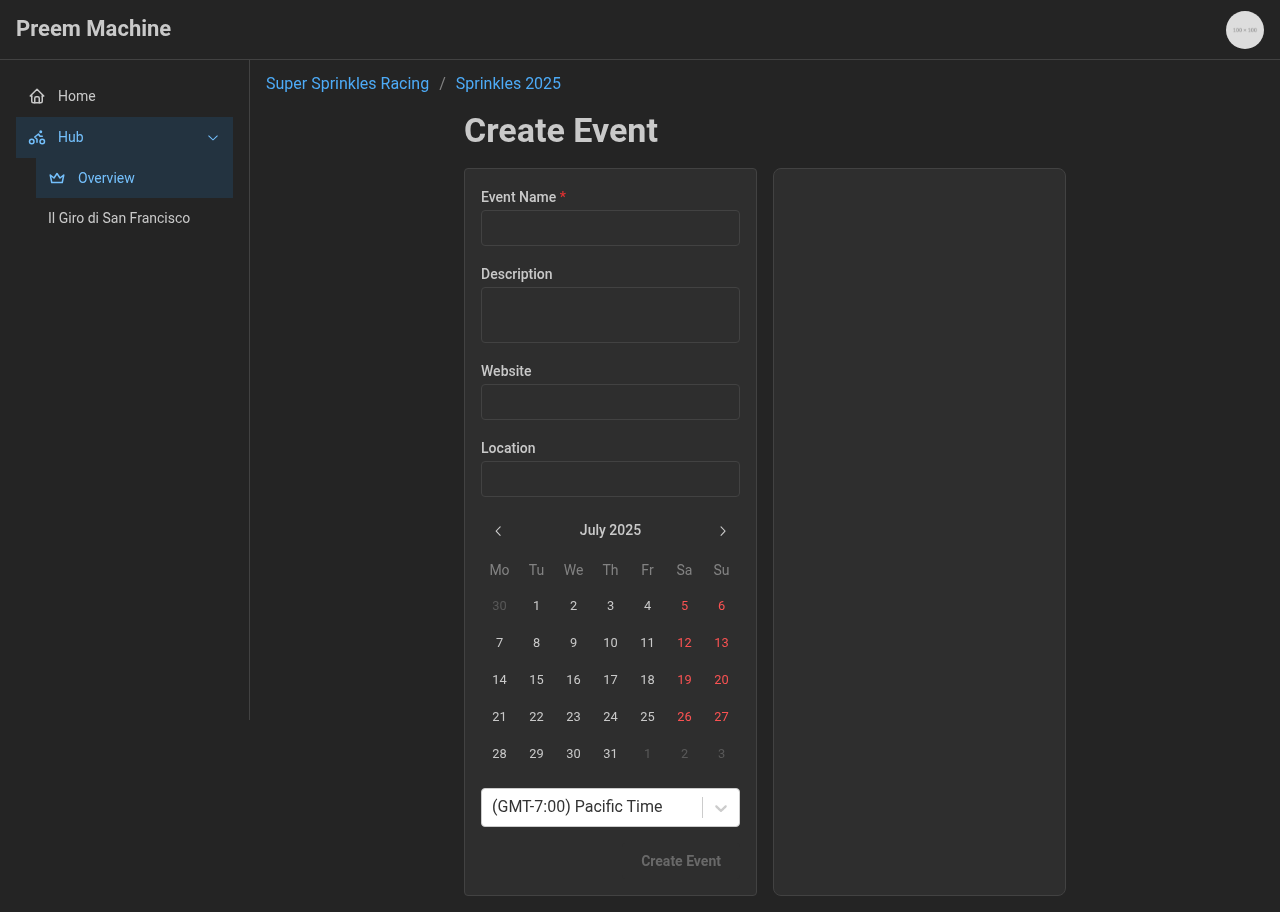 Preem Machine
100 × 100
Home
Hub
Overview
Il Giro di San Francisco
Super Sprinkles Racing / Sprinkles 2025
Create Event
Event Name *
Description
Website
Location
July 2025
Mo Tu We Th Fr Sa Su
30 1 2 3 4 5 6
7 8 9 10 11 12 13
14 15 16 17 18 19 20
21 22 23 24 25 26 27
28 29 30 31 1 2 3
(GMT-7:00) Pacific Time
Create Event